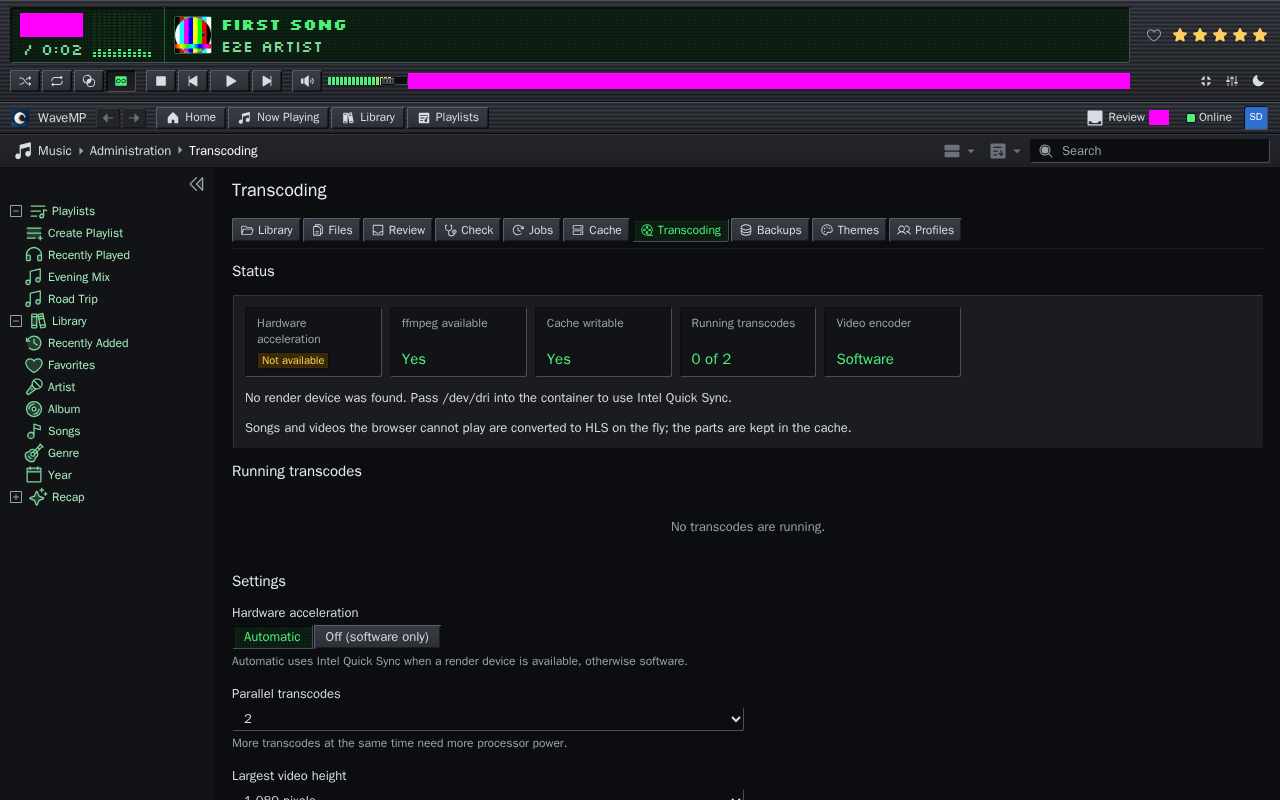 FIRST SONG
/ 0:02
E2E ARTIST
WaveMP
Home
Now Playing
Library
Playlists
Review
Online
SD
Music
Administration
Transcoding
Search
Playlists
Create Playlist
Recently Played
Evening Mix
Road Trip
Library
Recently Added
Favorites
Artist
Album
Songs
Genre
Year
Recap
Transcoding
Library
Files
Review
Check
Jobs
Cache
Transcoding
Backups
Themes
Profiles
Status
Hardware
acceleration
Not available
ffmpeg available
Yes
Cache writable
Yes
Running transcodes
0 of 2
Video encoder
Software
No render device was found. Pass /dev/dri into the container to use Intel Quick Sync.
Songs and videos the browser cannot play are converted to HLS on the fly; the parts are kept in the cache.
Running transcodes
No transcodes are running.
Settings
Hardware acceleration
Automatic
Off (software only)
Automatic uses Intel Quick Sync when a render device is available, otherwise software.
Parallel transcodes
2
More transcodes at the same time need more processor power.
Largest video height
1,080 pixels